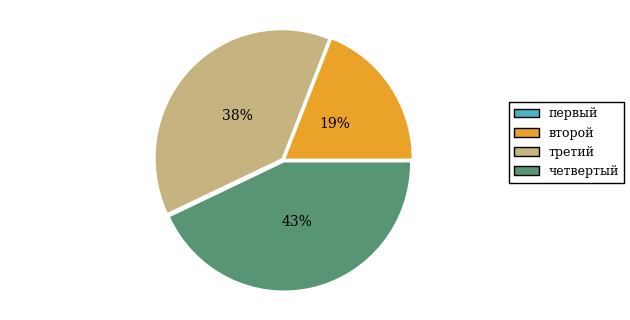 38%
19%
43%
первый
второй
третий
четвертый